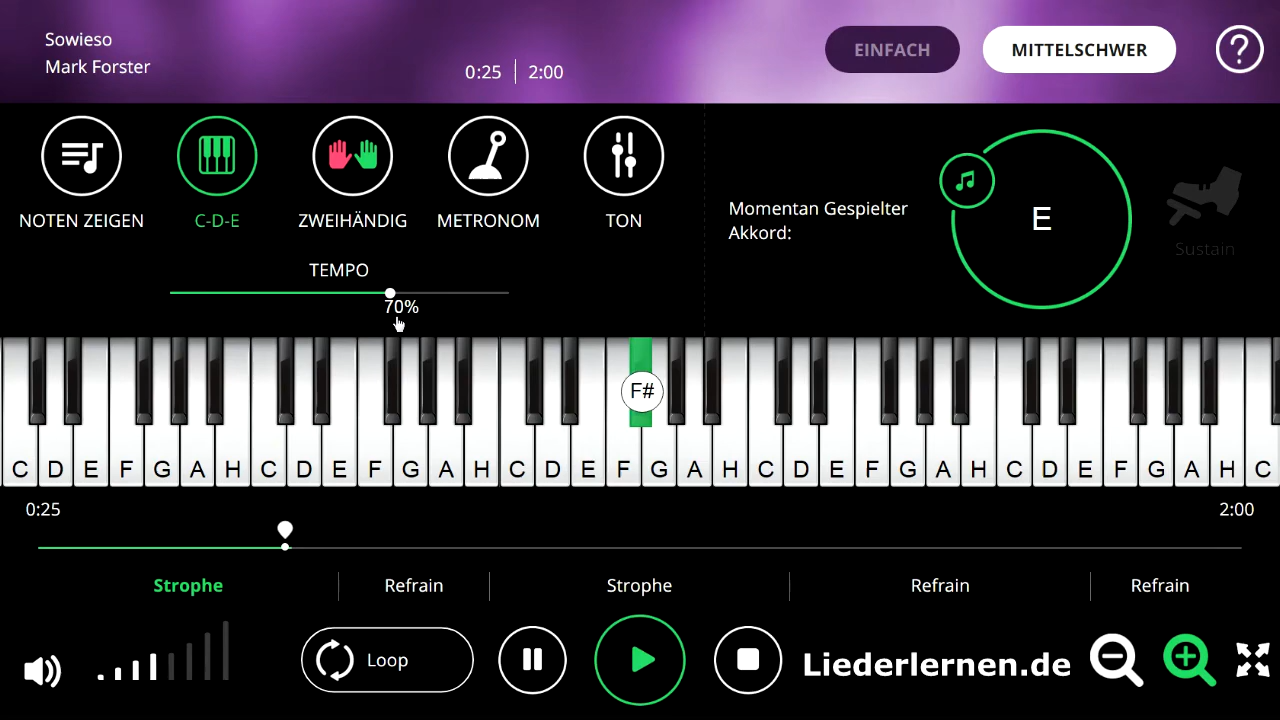 Sowieso
Mark Forster
0:25 2:00
EINFACH
MITTELSCHWER
?
NOTEN ZEIGEN
C-D-E
ZWEIHÄNDIG
METRONOM
TON
TEMPO
70%
Momentan Gespielter
Akkord:
E
Sustain
F#
C D E F G A H C D E F G A H C D E F G A H C D E F G A H C D E F G A H C
0:25 2:00
Strophe Refrain Strophe Refrain Refrain
Loop
Liederlernen.de